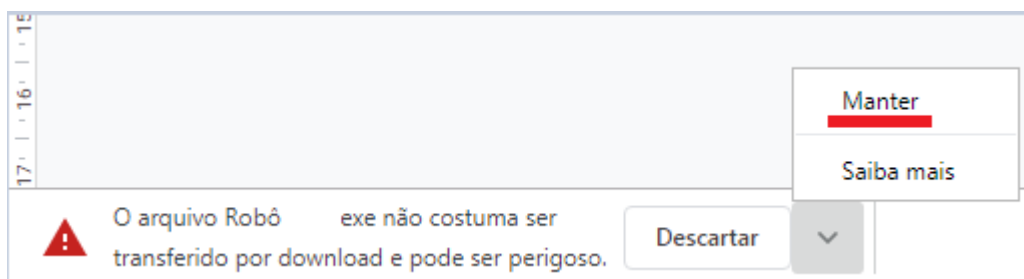 15
16
17
Manter
Saiba mais
O arquivo Robô exe não costuma ser
transferido por download e pode ser perigoso.
Descartar